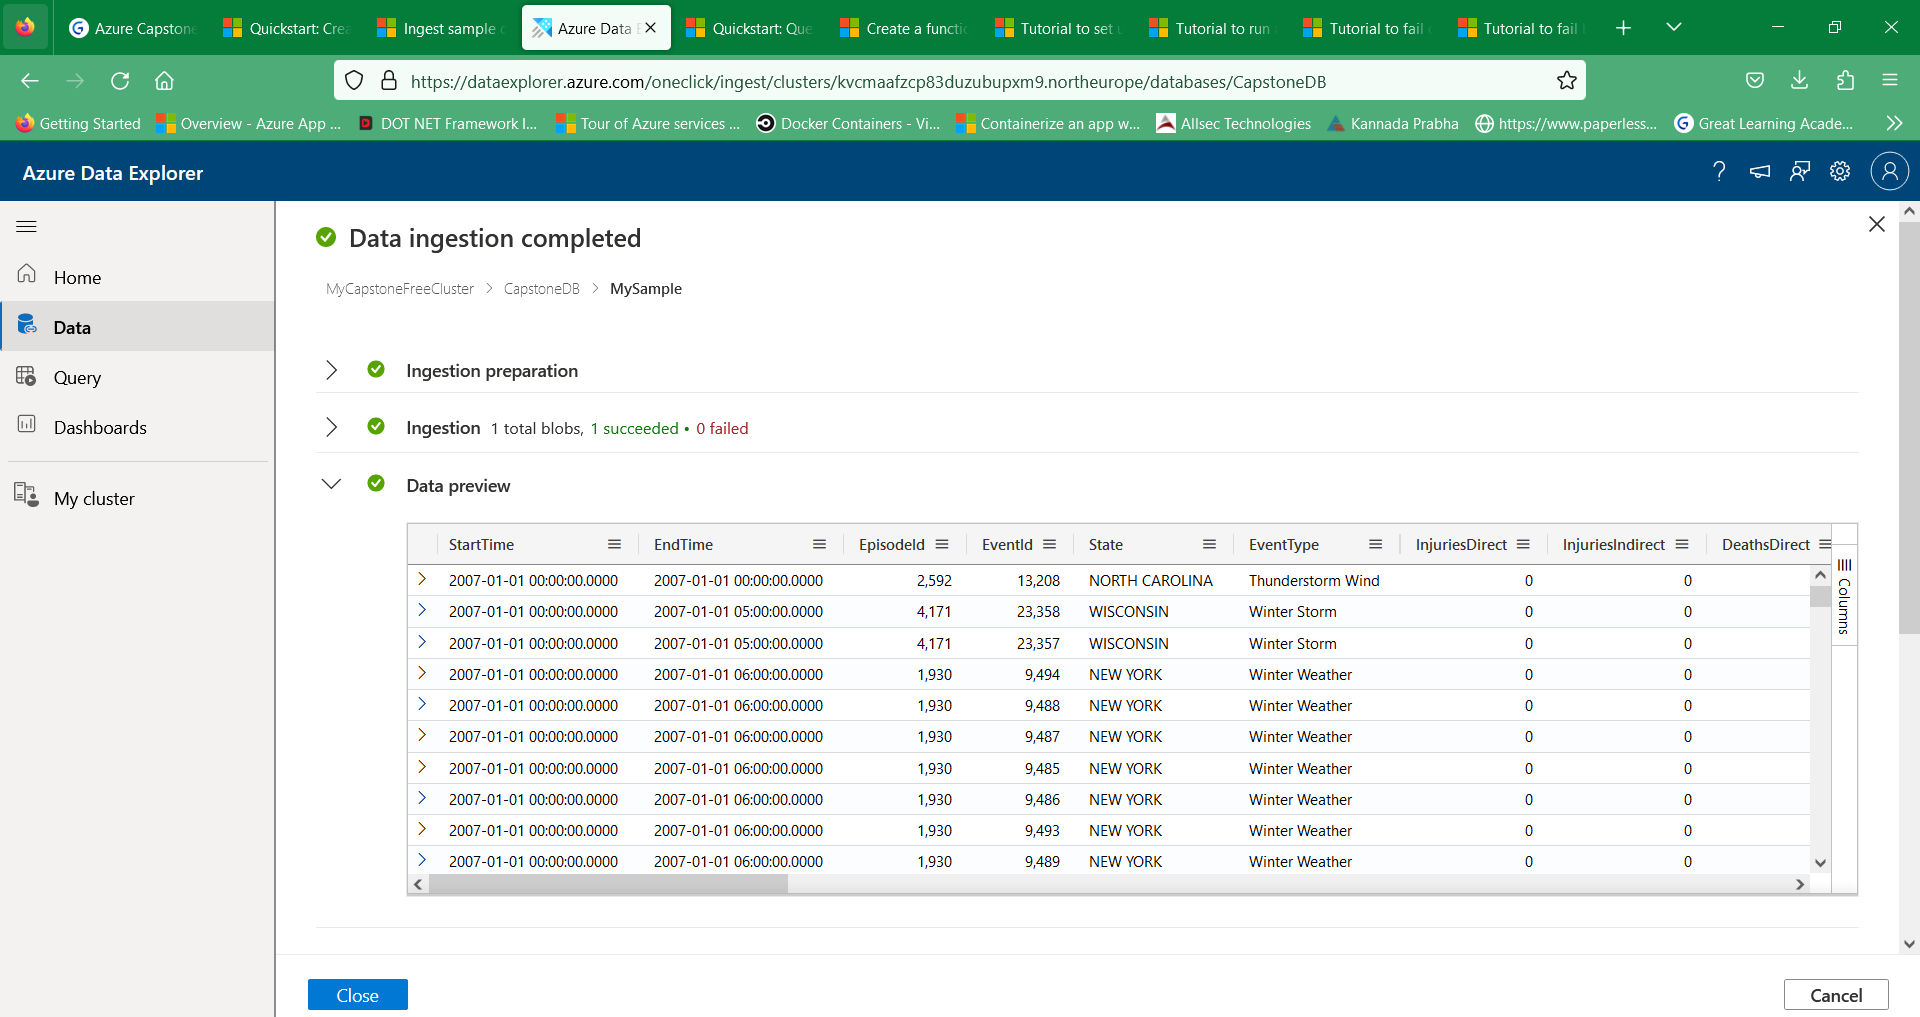 Azure Capstone
Quickstart: Crea
Ingest sample
Azure Data E
Quickstart: Que
Create a functio
Tutorial to set u
Tutorial to run
Tutorial to fail
Tutorial to fail
https://dataexplorer.azure.com/oneclick/ingest/clusters/kvcmaafzcp83duzubupxm9.northeurope/databases/CapstoneDB
Getting Started
Overview - Azure App ...
DOT NET Framework I...
Tour of Azure services ...
Docker Containers - Vi...
Containerize an app w...
Allsec Technologies
Kannada Prabha
https://www.paperless...
Great Learning Acade...
Azure Data Explorer
Home
Data
Query
Dashboards
My cluster
Data ingestion completed
MyCapstoneFreeCluster > CapstoneDB > MySample
Ingestion preparation
Ingestion 1 total blobs, 1 succeeded • 0 failed
Data preview
StartTime EndTime EpisodeId EventId State EventType InjuriesDirect InjuriesIndirect DeathsDirect
2007-01-01 00:00:00.0000 2007-01-01 00:00:00.0000 2,592 13,208 NORTH CAROLINA Thunderstorm Wind 0 0
2007-01-01 00:00:00.0000 2007-01-01 05:00:00.0000 4,171 23,358 WISCONSIN Winter Storm 0 0
2007-01-01 00:00:00.0000 2007-01-01 05:00:00.0000 4,171 23,357 WISCONSIN Winter Storm 0 0
2007-01-01 00:00:00.0000 2007-01-01 06:00:00.0000 1,930 9,494 NEW YORK Winter Weather 0 0
2007-01-01 00:00:00.0000 2007-01-01 06:00:00.0000 1,930 9,488 NEW YORK Winter Weather 0 0
2007-01-01 00:00:00.0000 2007-01-01 06:00:00.0000 1,930 9,487 NEW YORK Winter Weather 0 0
2007-01-01 00:00:00.0000 2007-01-01 06:00:00.0000 1,930 9,485 NEW YORK Winter Weather 0 0
2007-01-01 00:00:00.0000 2007-01-01 06:00:00.0000 1,930 9,486 NEW YORK Winter Weather 0 0
2007-01-01 00:00:00.0000 2007-01-01 06:00:00.0000 1,930 9,493 NEW YORK Winter Weather 0 0
2007-01-01 00:00:00.0000 2007-01-01 06:00:00.0000 1,930 9,489 NEW YORK Winter Weather 0 0
Columns
Close
Cancel